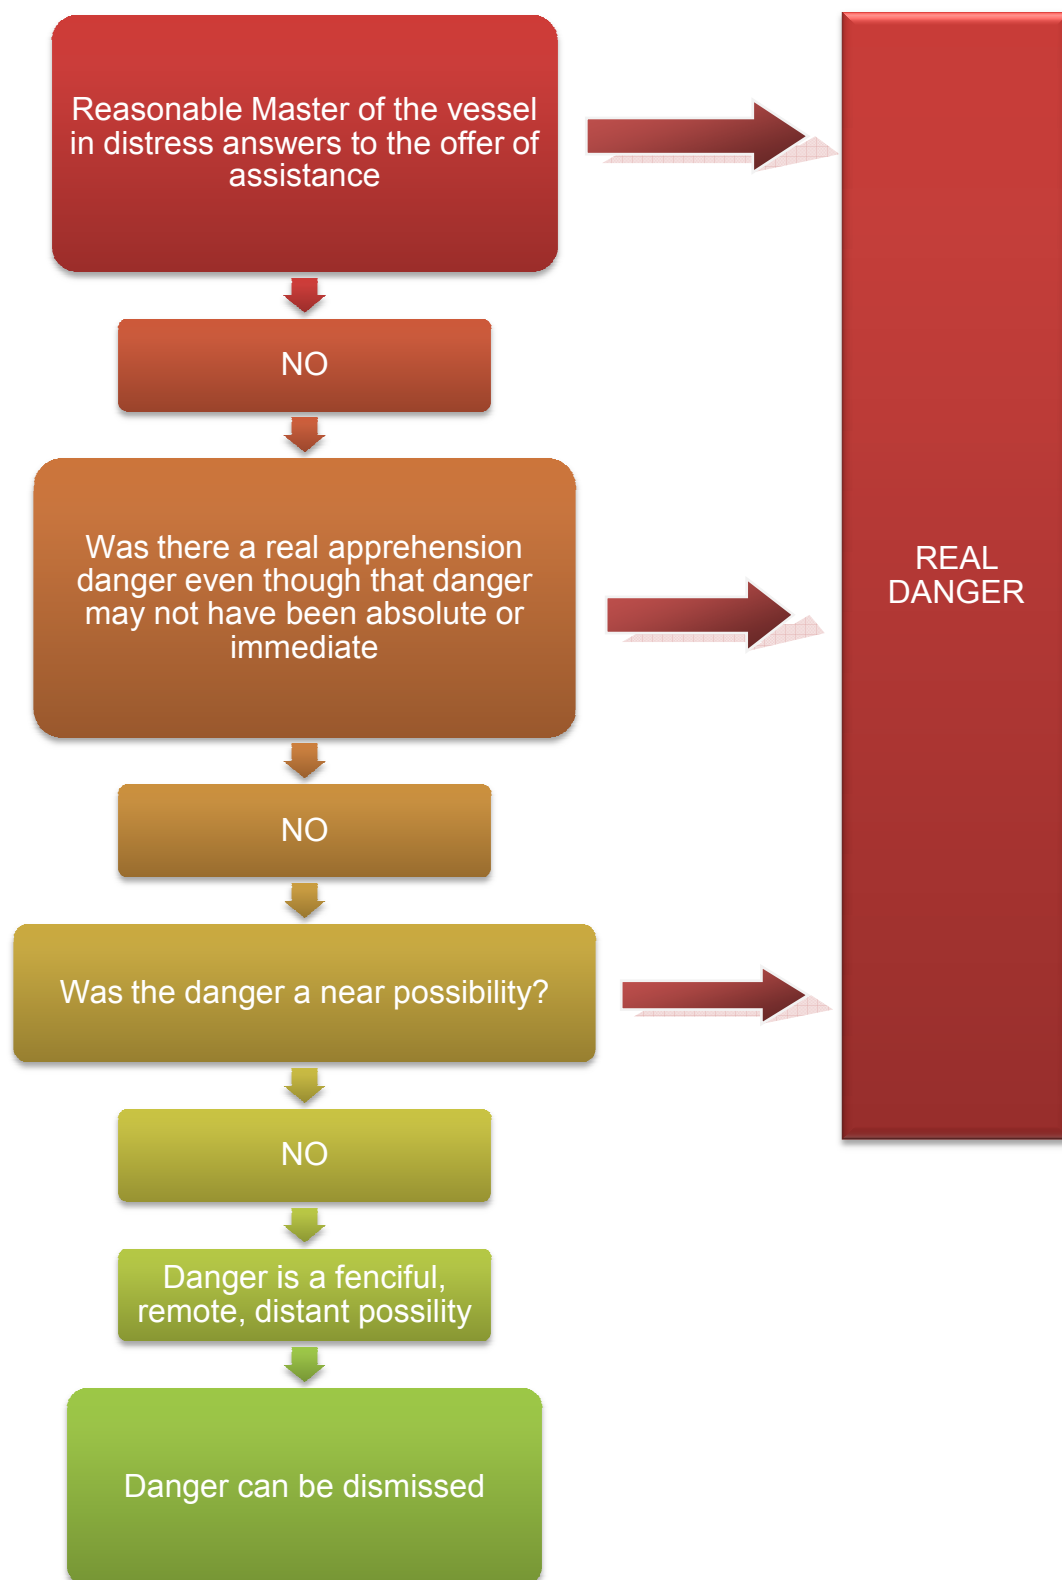 Reasonable Master of the vessel
in distress answers to the offer of
assistance
NO
Was there a real apprehension
danger even though that danger
may not have been absolute or
immediate
NO
Was the danger a near possibility?
NO
Danger is a fenciful,
remote, distant possility
Danger can be dismissed
REAL
DANGER